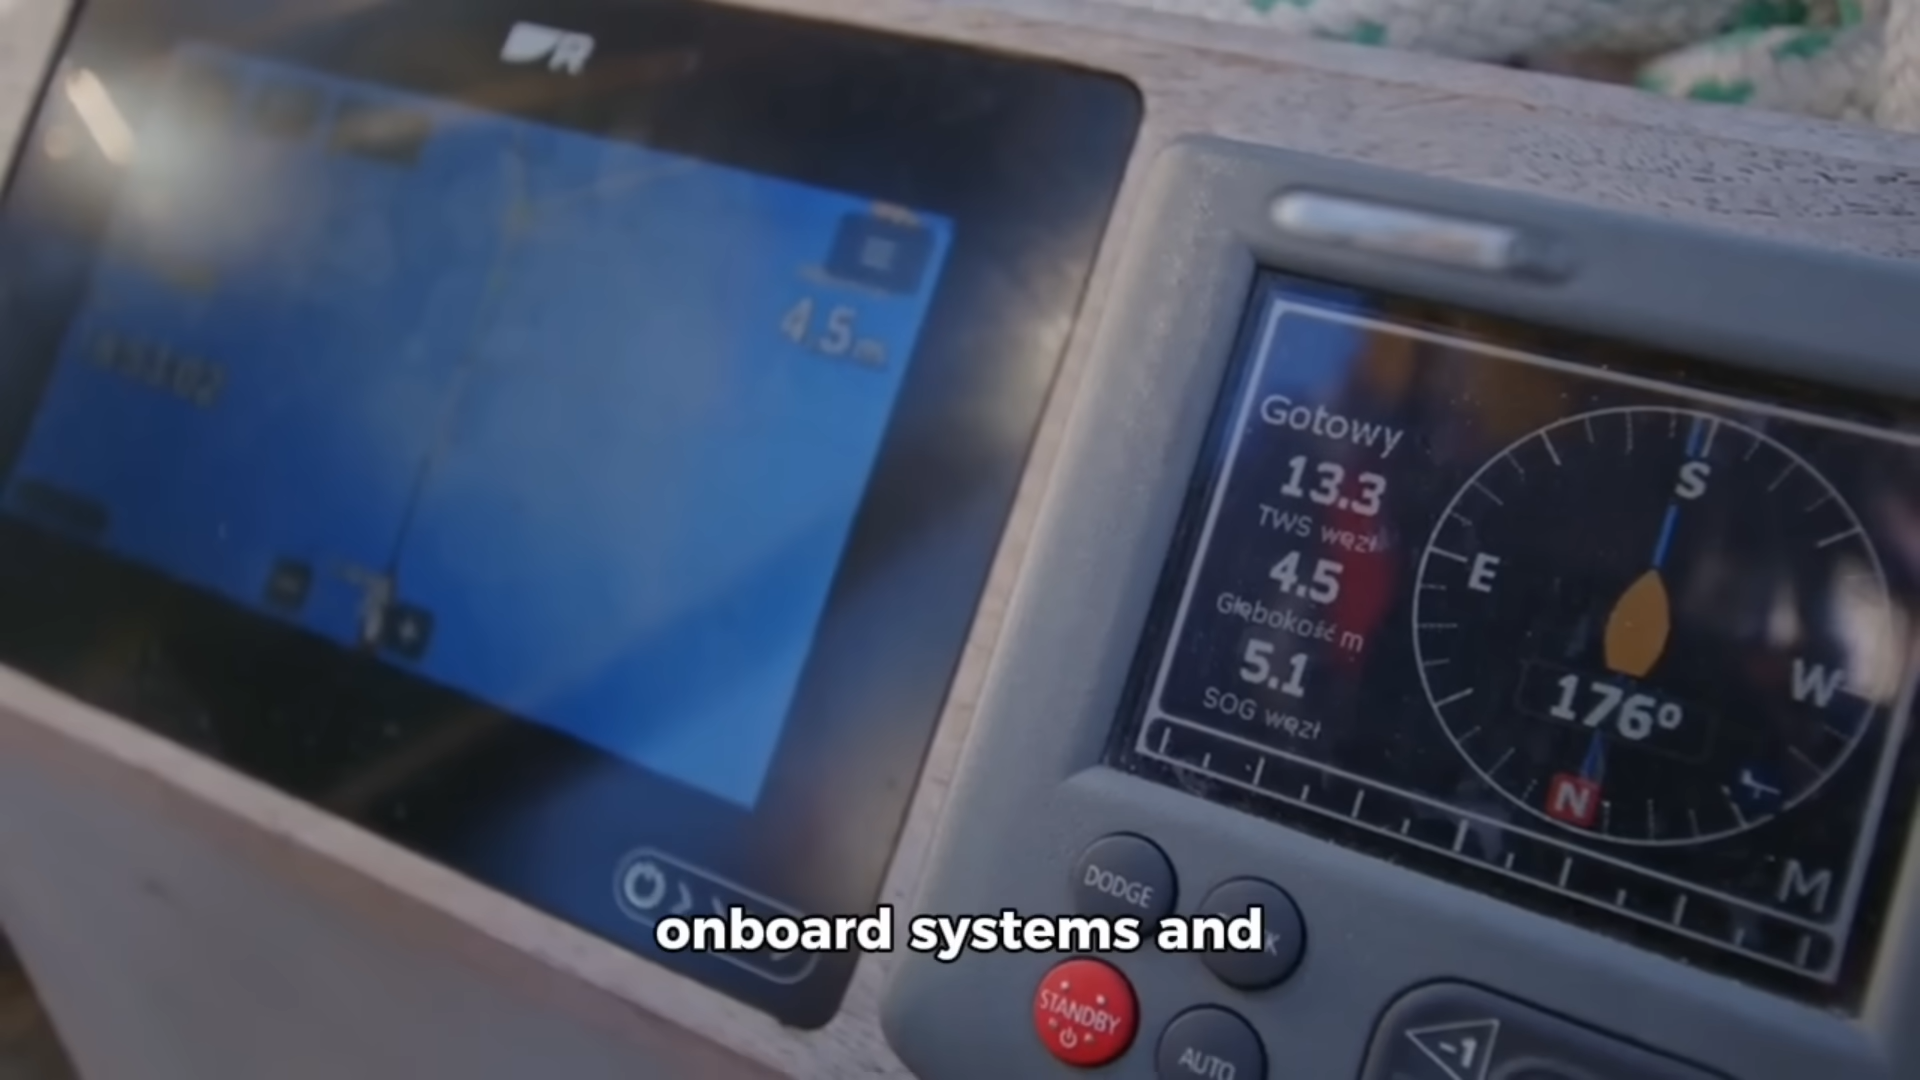 R
4.5m
Gotowy
13.3
TWS węzł
4.5
Głębokość m
5.1
SOG węzł
S
E
W
176°
N
M
DODGE
STANDBY
AUTO
-1
onboard systems and